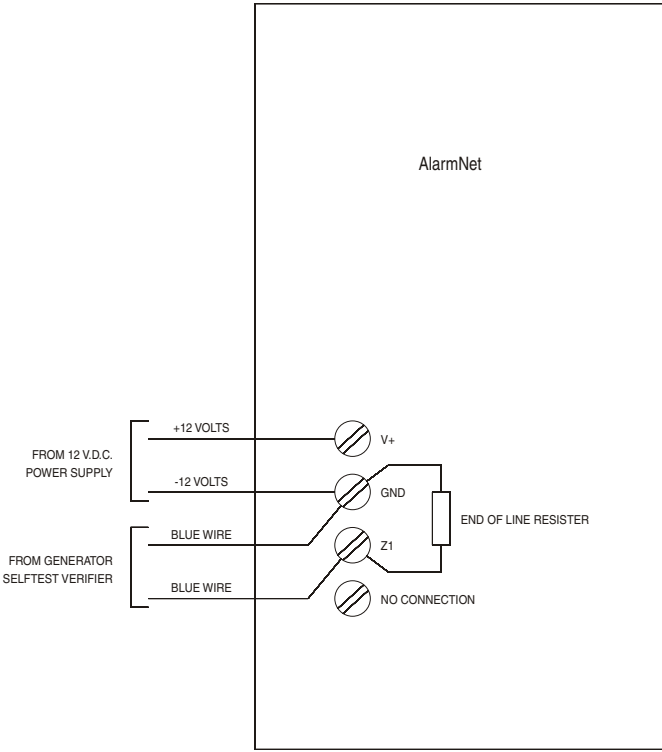 AlarmNet
+12 VOLTS
V+
FROM 12 V.D.C.
POWER SUPPLY
-12 VOLTS
GND
END OF LINE RESISTER
BLUE WIRE
Z1
FROM GENERATOR
SELFTEST VERIFIER
BLUE WIRE
NO CONNECTION